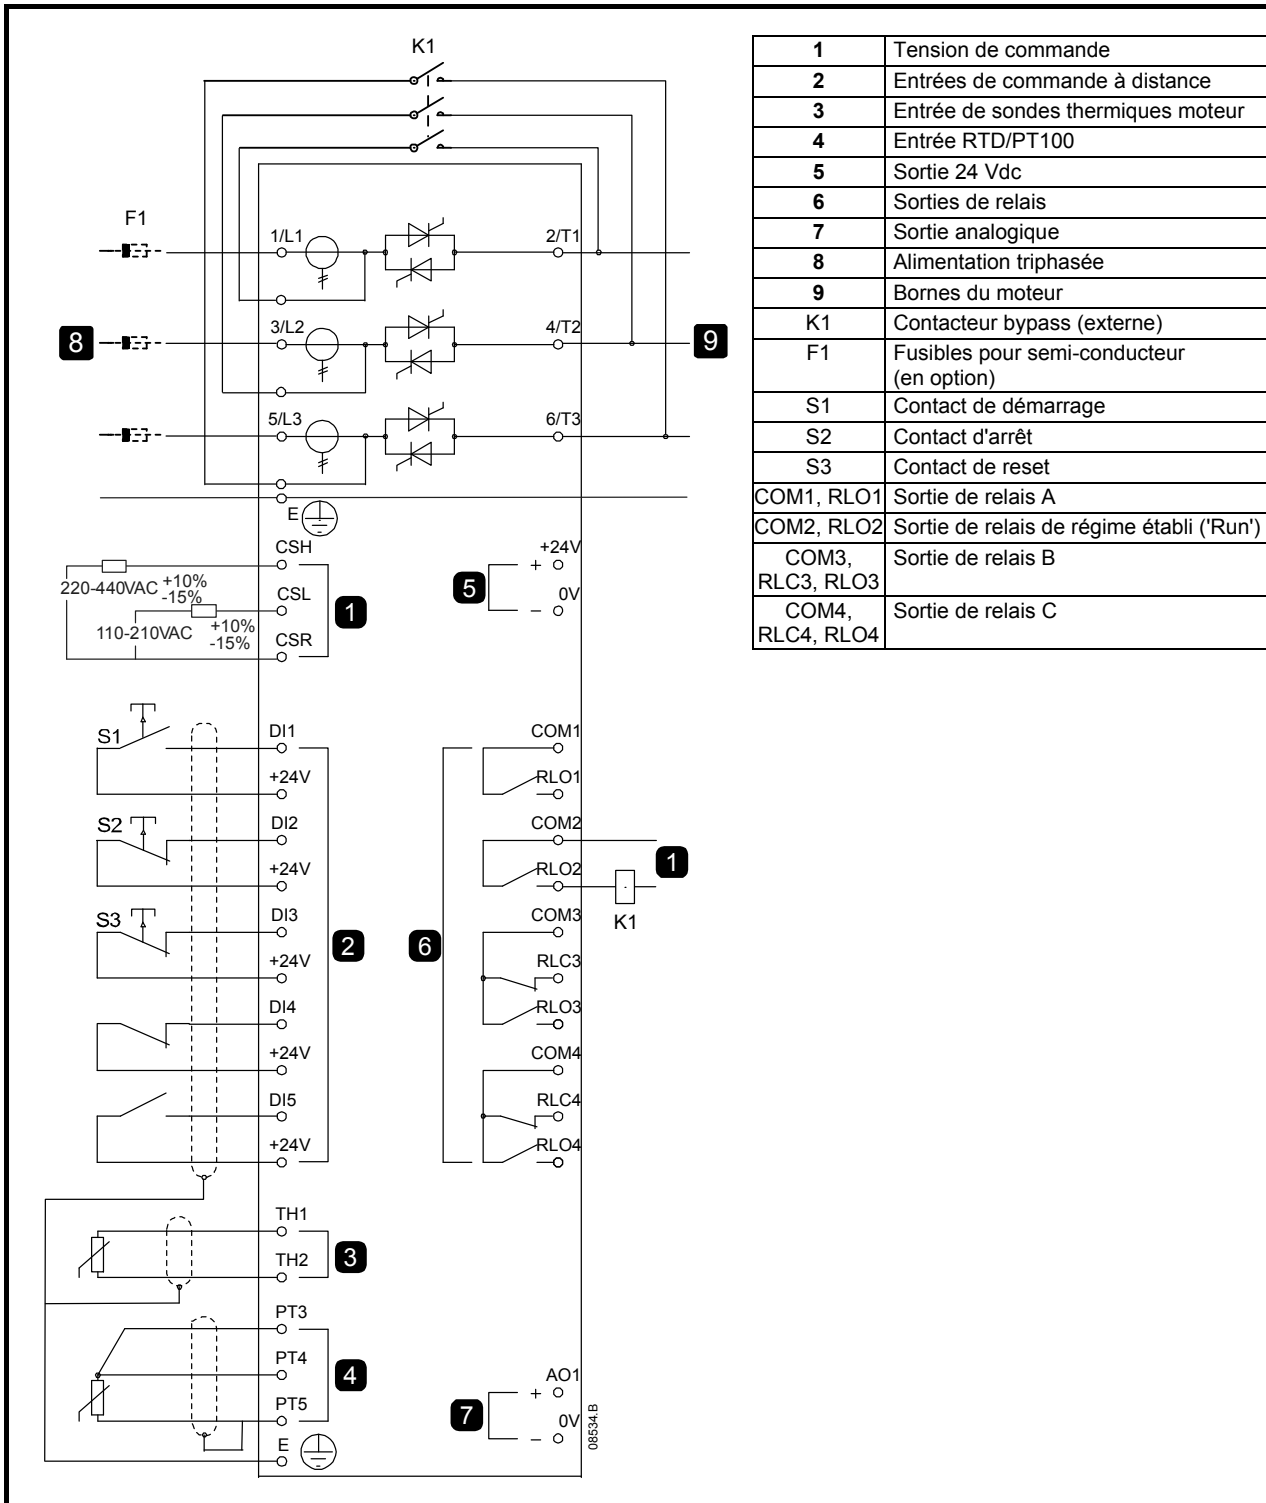 K1
F1
1/L1
2/T1
3/L2
4/T2
8
9
5/L3
6/T3
E
CSH
+24V
+
220-440VAC +10%
-15%
CSL
5
0V
1
–
110-210VAC +10%
-15%
CSR
S1
DI1
COM1
+24V
RLO1
S2
DI2
COM2
1
+24V
RLO2
K1
S3
DI3
COM3
2
6
+24V
RLC3
DI4
RLO3
+24V
COM4
DI5
RLC4
+24V
RLO4
TH1
3
TH2
PT3
PT4
4
AO1
+
PT5
7
0V
–
E
08534.B
1 Tension de commande
2 Entrées de commande à distance
3 Entrée de sondes thermiques moteur
4 Entrée RTD/PT100
5 Sortie 24 Vdc
6 Sorties de relais
7 Sortie analogique
8 Alimentation triphasée
9 Bornes du moteur
K1 Contacteur bypass (externe)
F1 Fusibles pour semi-conducteur
(en option)
S1 Contact de démarrage
S2 Contact d'arrêt
S3 Contact de reset
COM1, RLO1 Sortie de relais A
COM2, RLO2 Sortie de relais de régime établi ('Run')
COM3, Sortie de relais B
RLC3, RLO3
COM4, Sortie de relais C
RLC4, RLO4